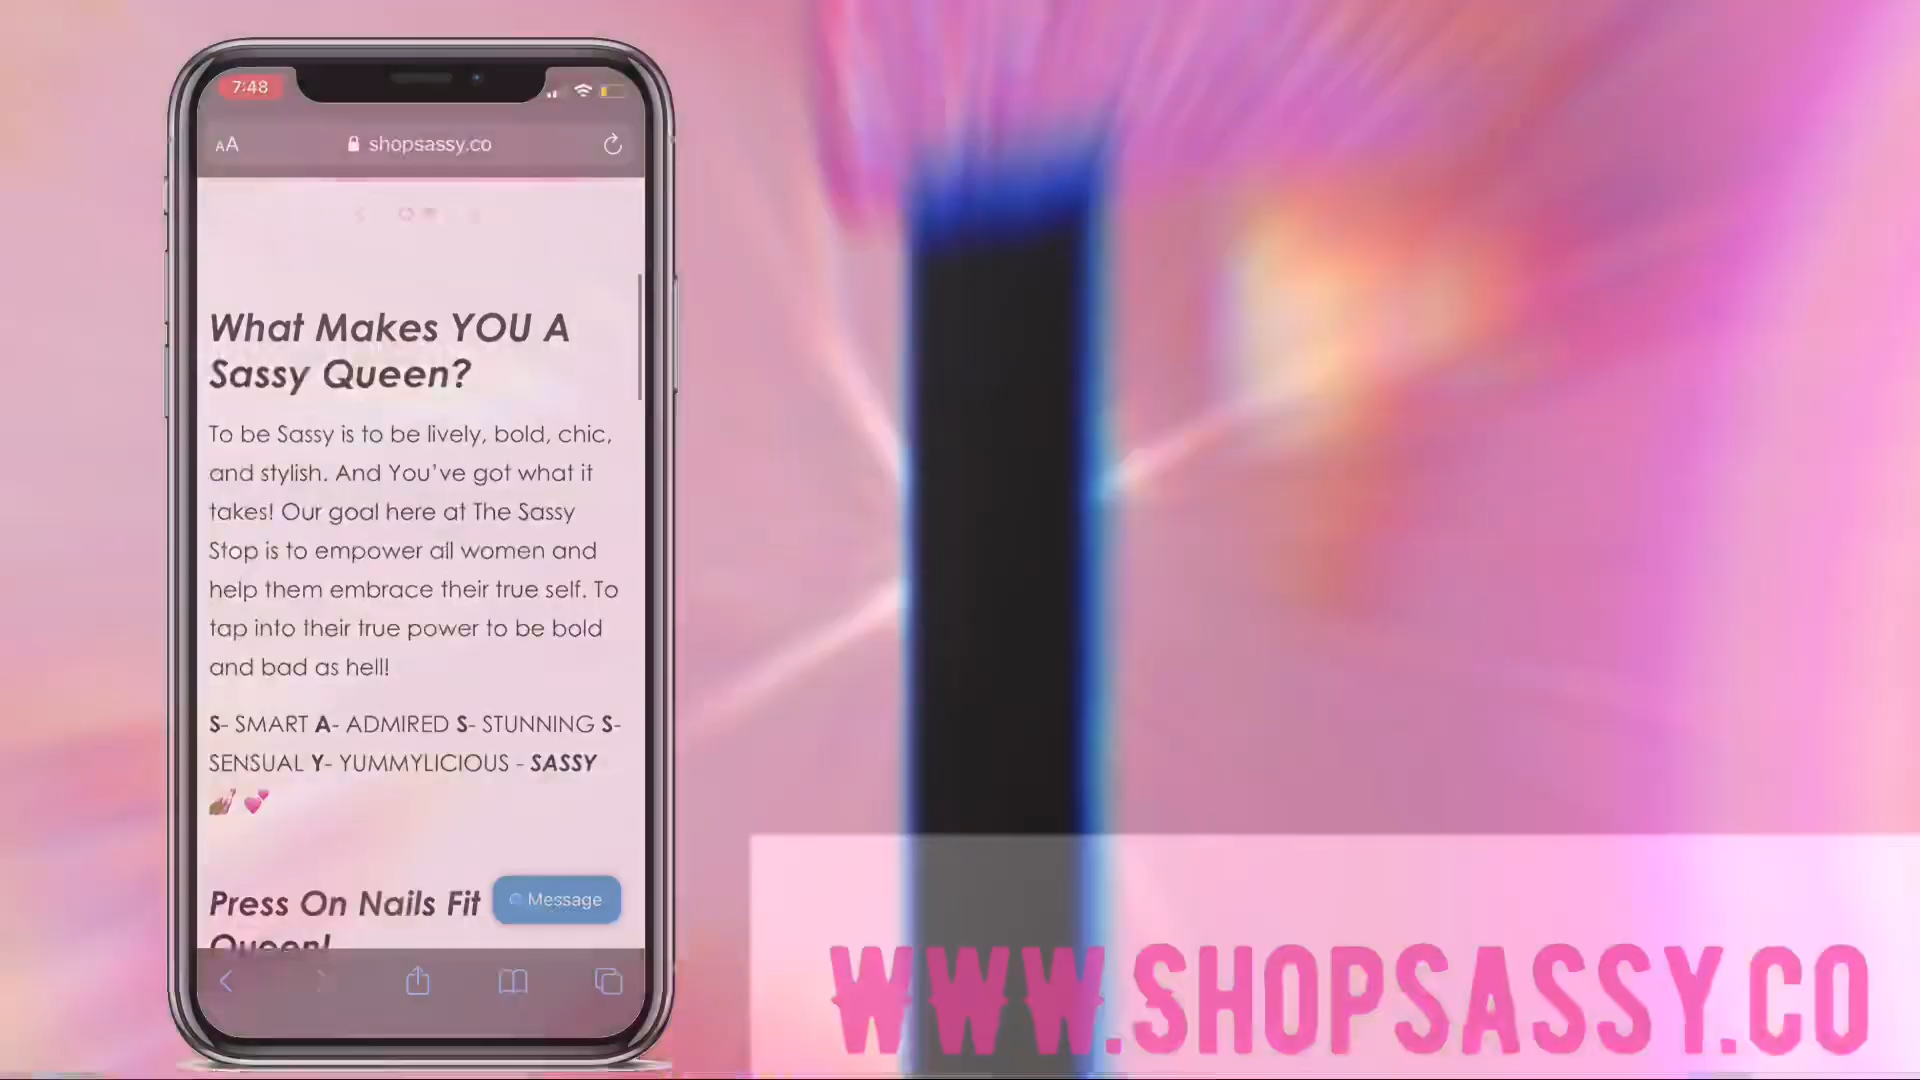 7:48
AA shopsassy.co
What Makes YOU A
Sassy Queen?
To be Sassy is to be lively, bold, chic,
and stylish. And You've got what it
takes! Our goal here at The Sassy
Stop is to empower all women and
help them embrace their true self. To
tap into their true power to be bold
and bad as hell!
S- SMART A- ADMIRED S- STUNNING S-
SENSUAL Y- YUMMYLICIOUS - SASSY
💅🏾 💕
Press On Nails Fit
Queen!
Message
WWW.SHOPSASSY.CO